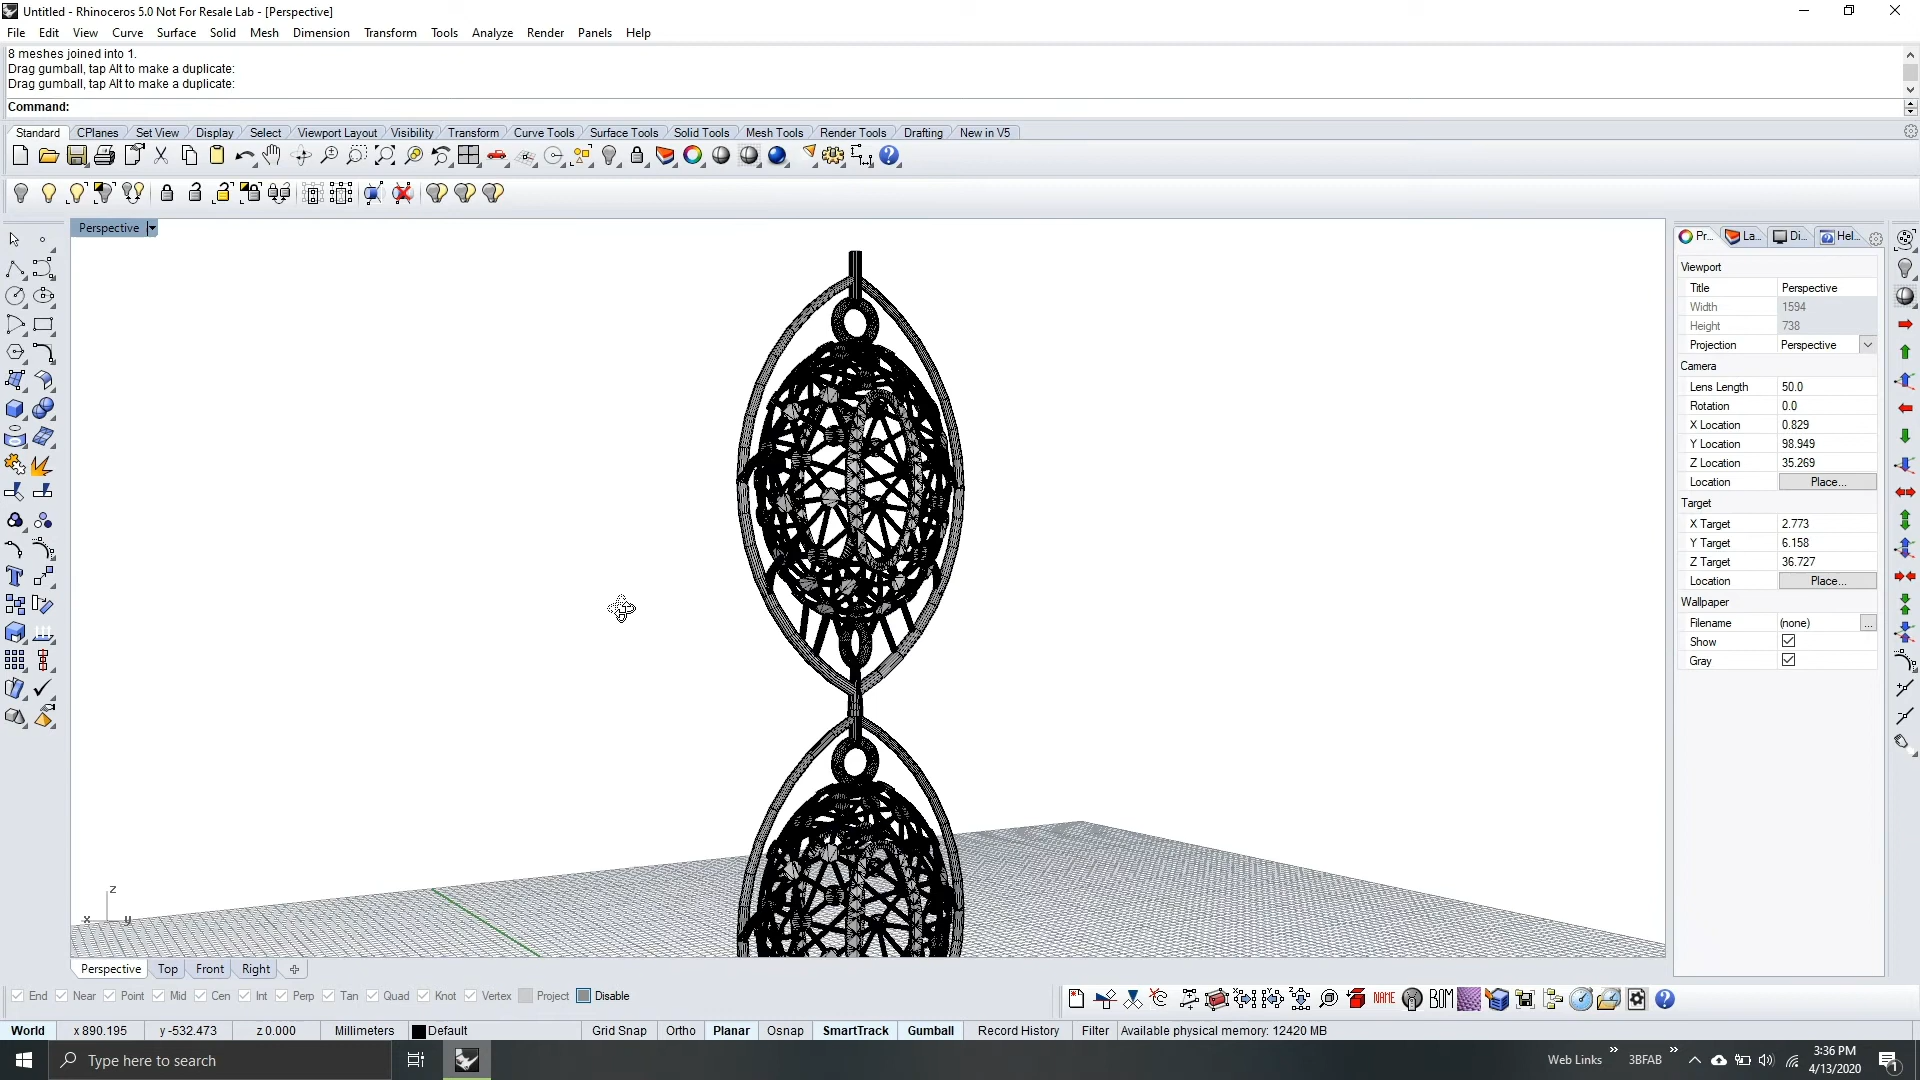 Untitled - Rhinoceros 5.0 Not For Resale Lab - [Perspective]
File Edit View Curve Surface Solid Mesh Dimension Transform Tools Analyze Render Panels Help
8 meshes joined into 1.
Drag gumball, tap Alt to make a duplicate:
Drag gumball, tap Alt to make a duplicate:
Command:
Standard CPlanes Set View Display Select Viewport Layout Visibility Transform Curve Tools Surface Tools Solid Tools Mesh Tools Render Tools Drafting New in V5
Perspective
Pr... La... Di... Hel...
Viewport
Title Perspective
Width 1594
Height 738
Projection Perspective
Camera
Lens Length 50.0
Rotation 0.0
X Location 0.829
Y Location 98.949
Z Location 35.269
Location Place...
Target
X Target 2.773
Y Target 6.158
Z Target 36.727
Location Place...
Wallpaper
Filename (none) ...
Show
Gray
z
x y
Perspective Top Front Right
End Near Point Mid Cen Int Perp Tan Quad Knot Vertex Project Disable
NAME BOM
World x 890.195 y -532.473 z 0.000 Millimeters Default Grid Snap Ortho Planar Osnap SmartTrack Gumball Record History Filter Available physical memory: 12420 MB
Type here to search
Web Links » 3BFAB »
3:36 PM
4/13/2020
1